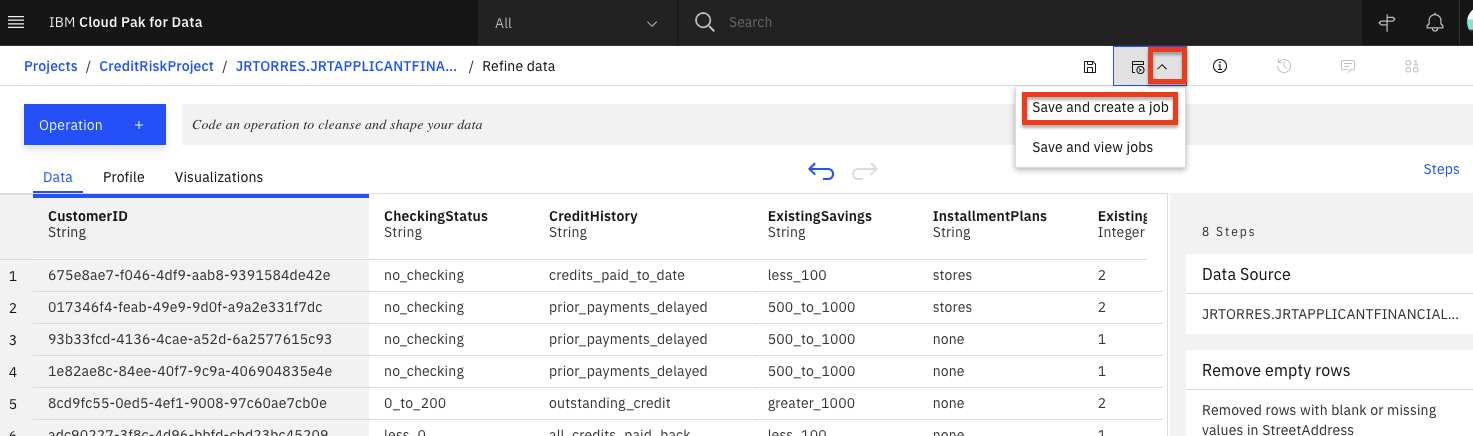 IBM Cloud Pak for Data
All
Search
Projects / CreditRiskProject / JRTORRES.JRTAPPLICANTFINA... / Refine data
Operation +
Code an operation to cleanse and shape your data
Save and create a job
Save and view jobs
Data Profile Visualizations
Steps
CustomerID CheckingStatus CreditHistory ExistingSavings InstallmentPlans Existing
String String String String String Integer
1 675e8ae7-f046-4df9-aab8-9391584de42e no_checking credits_paid_to_date less_100 stores 2
2 017346f4-feab-49e9-9d0f-a9a2e331f7dc no_checking prior_payments_delayed 500_to_1000 stores 2
3 93b33fcd-4136-4cae-a52d-6a2577615c93 no_checking prior_payments_delayed 500_to_1000 none 1
4 1e82ae8c-84ee-40f7-9c9a-406904835e4e no_checking prior_payments_delayed 500_to_1000 none 1
5 8cd9fc55-0ed5-4ef1-9008-97c60ae7cb0e 0_to_200 outstanding_credit greater_1000 none 2
6 adc90227-3f8c-4d96-bbfd-cbd23bc45209 less_0 all_credits_paid_back less_100 none 1
8 Steps
Data Source
JRTORRES.JRTAPPLICANTFINANCIAL...
Remove empty rows
Removed rows with blank or missing
values in StreetAddress